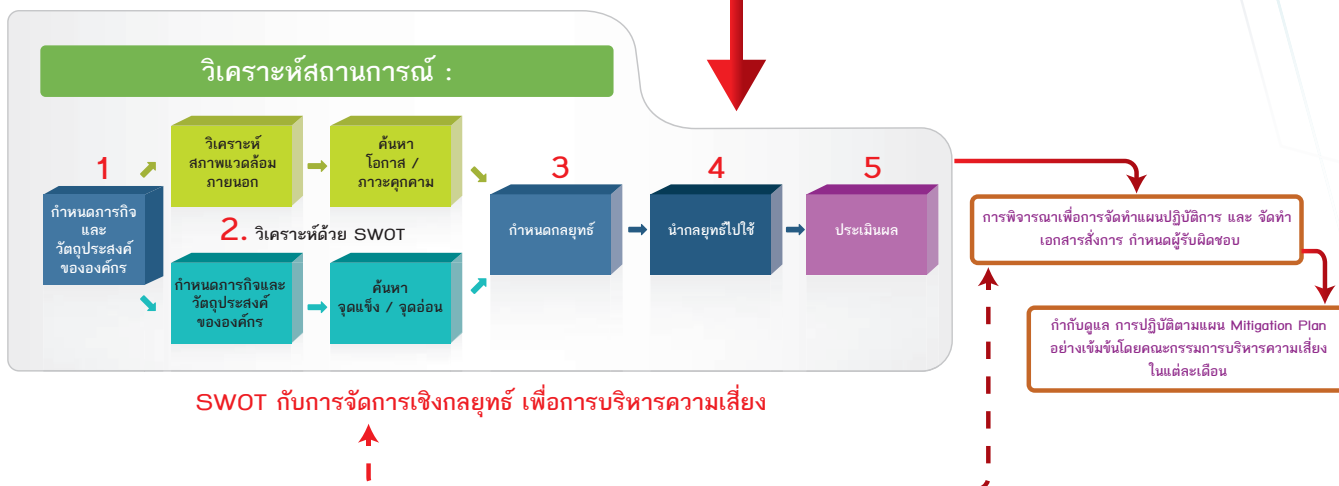 วิเคราะห์สถานการณ์ :
1
กำหนดภารกิจ
และ
วัตถุประสงค์
ขององค์กร
วิเคราะห์
สภาพแวดล้อม
ภายนอก
ค้นหา
โอกาส /
ภาวะคุกคาม
2. วิเคราะห์ด้วย SWOT
กำหนดภารกิจและ
วัตถุประสงค์
ขององค์กร
ค้นหา
จุดแข็ง / จุดอ่อน
3
กำหนดกลยุทธ์
4
นำกลยุทธ์ไปใช้
5
ประเมินผล
การพิจารณาเพื่อการจัดทำแผนปฏิบัติการ และ จัดทำ
เอกสารสั่งการ กำหนดผู้รับผิดชอบ
กำกับดูแล การปฏิบัติตามแผน Mitigation Plan
อย่างเข้มข้นโดยคณะกรรมการบริหารความเสี่ยง
ในแต่ละเดือน
SWOT กับการจัดการเชิงกลยุทธ์ เพื่อการบริหารความเสี่ยง